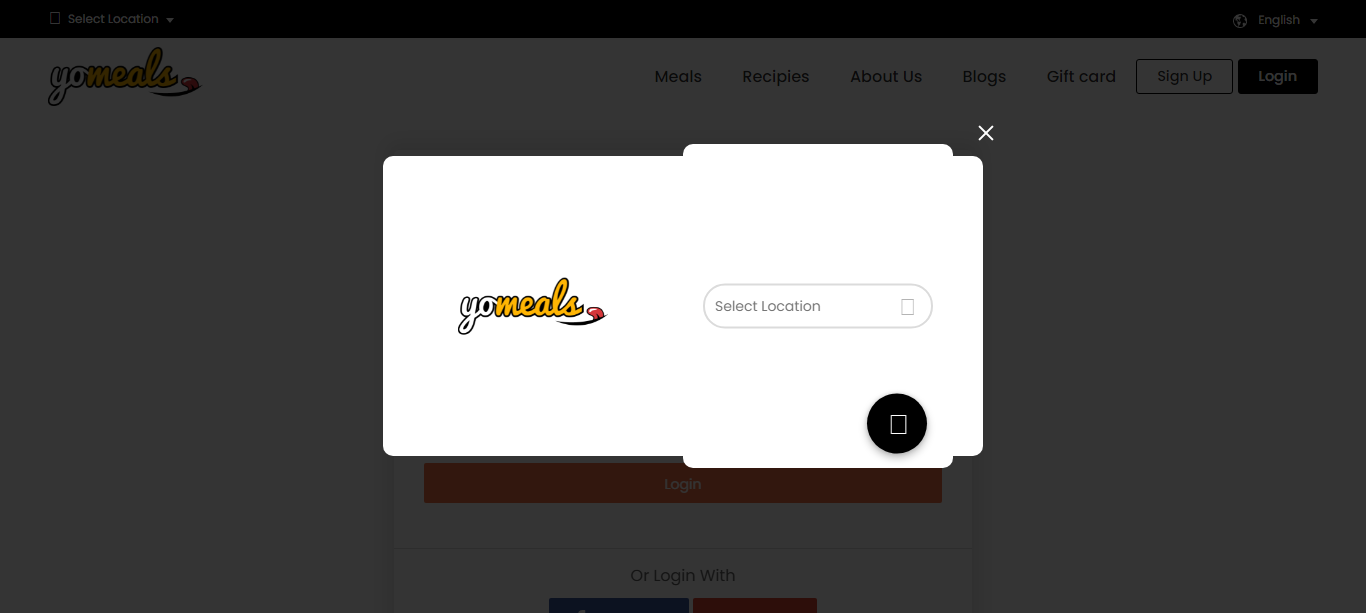 Select Location
English
yomeals
Meals
Recipies
About Us
Blogs
Gift card
Sign Up
Login
yomeals
Select Location
Login
Or Login With